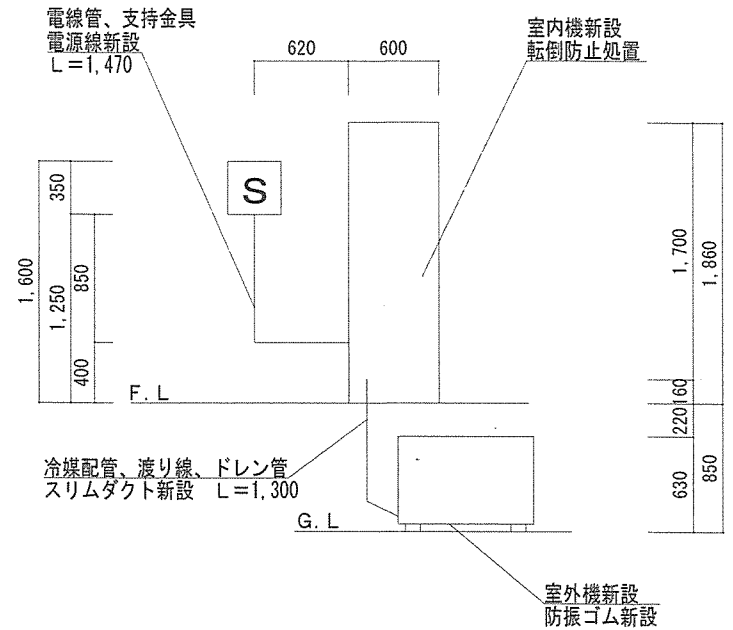 電線管、支持金具
電源線新設
L＝1,470
620
600
室内機新設
転倒防止処置
S
350
850
400
1,250
1,600
1,700
1,860
160
220
630
850
F.L
冷媒配管、渡り線、ドレン管
スリムダクト新設　L＝1,300
G.L
室外機新設
防振ゴム新設